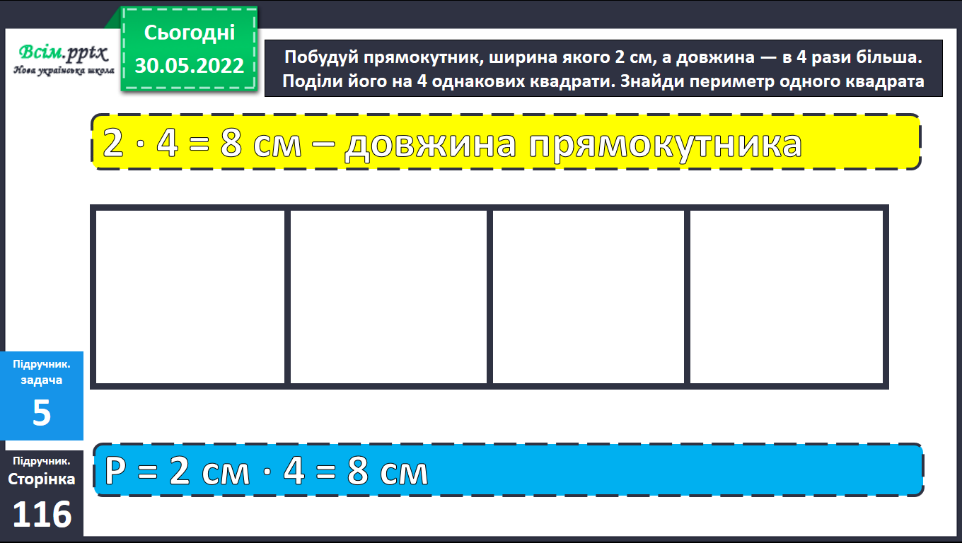 Всім.pptx
Нова українська школа
Сьогодні
30.05.2022
Побудуй прямокутник, ширина якого 2 см, а довжина — в 4 рази більша.
Поділи його на 4 однакових квадрати. Знайди периметр одного квадрата
2 · 4 = 8 см – довжина прямокутника
Підручник.
задача
5
Підручник.
Сторінка
116
Р = 2 см · 4 = 8 см